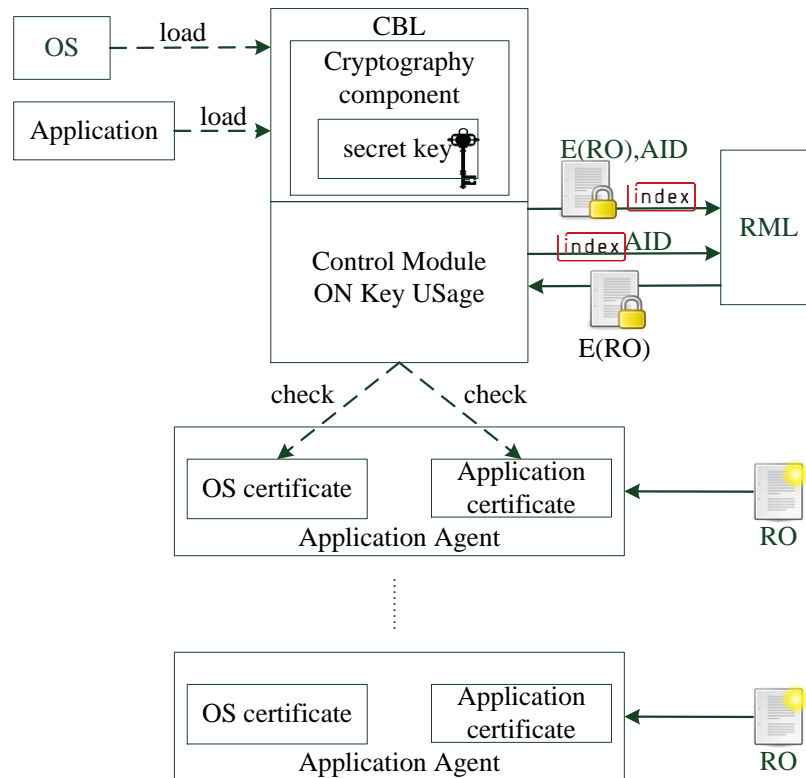 OS
load
CBL
Cryptography
component
Application
load
secret key
E(RO),AID
index
RML
index AID
Control Module
ON Key USage
E(RO)
check
check
OS certificate
Application
certificate
Application Agent
RO
OS certificate
Application
certificate
Application Agent
RO